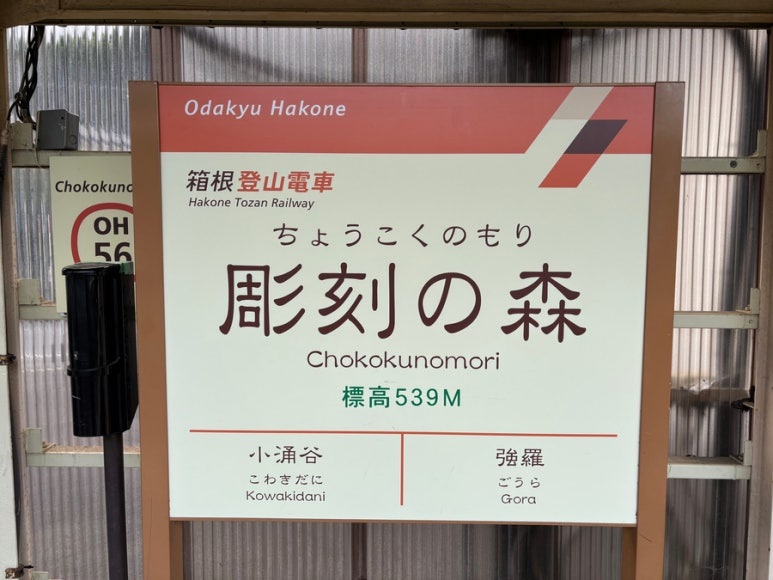 Odakyu Hakone
箱根登山電車
Hakone Tozan Railway
ちょうこくのもり
彫刻の森
Chokokunomori
標高539M
小涌谷
こわきだに
Kowakidani
強羅
ごうら
Gora
Chokokuno
OH
56